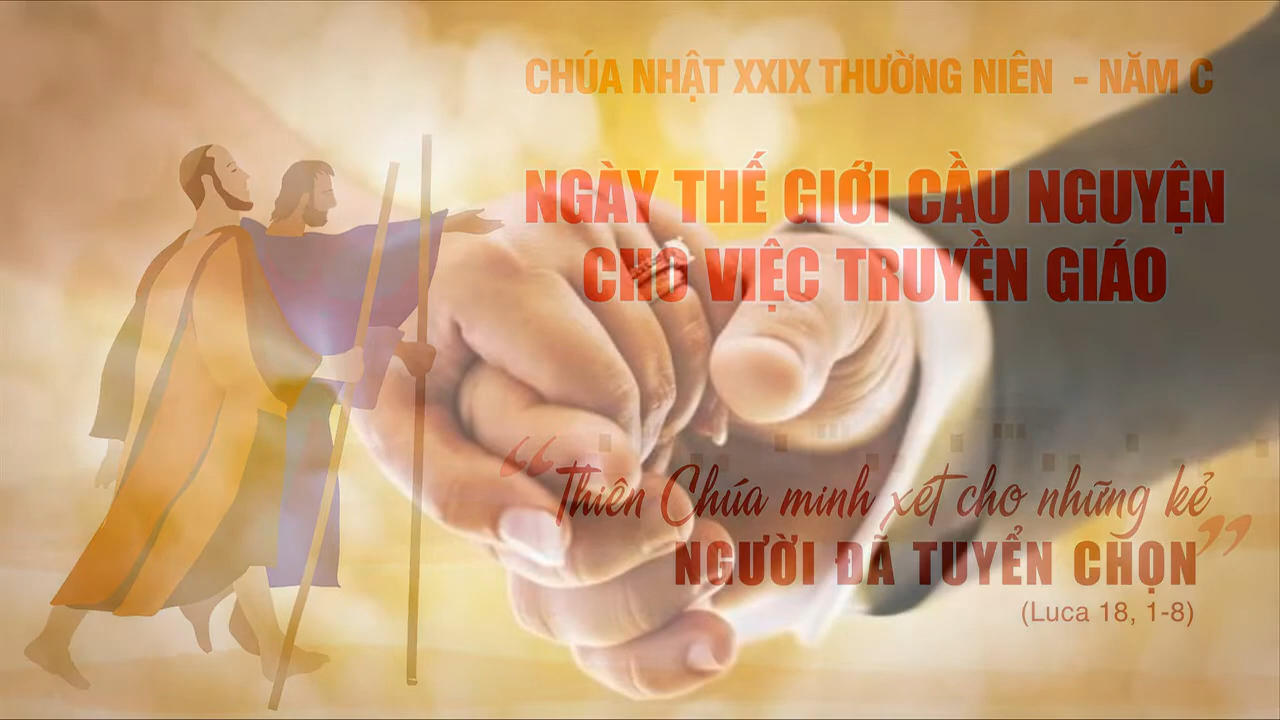 CHÚA NHẬT XXIX THƯỜNG NIÊN - NĂM C
NGÀY THẾ GIỚI CẦU NGUYỆN
CHO VIỆC TRUYỀN GIÁO
“Thiên Chúa minh xét cho những kẻ
NGƯỜI ĐÃ TUYỂN CHỌN”
(Luca 18, 1-8)